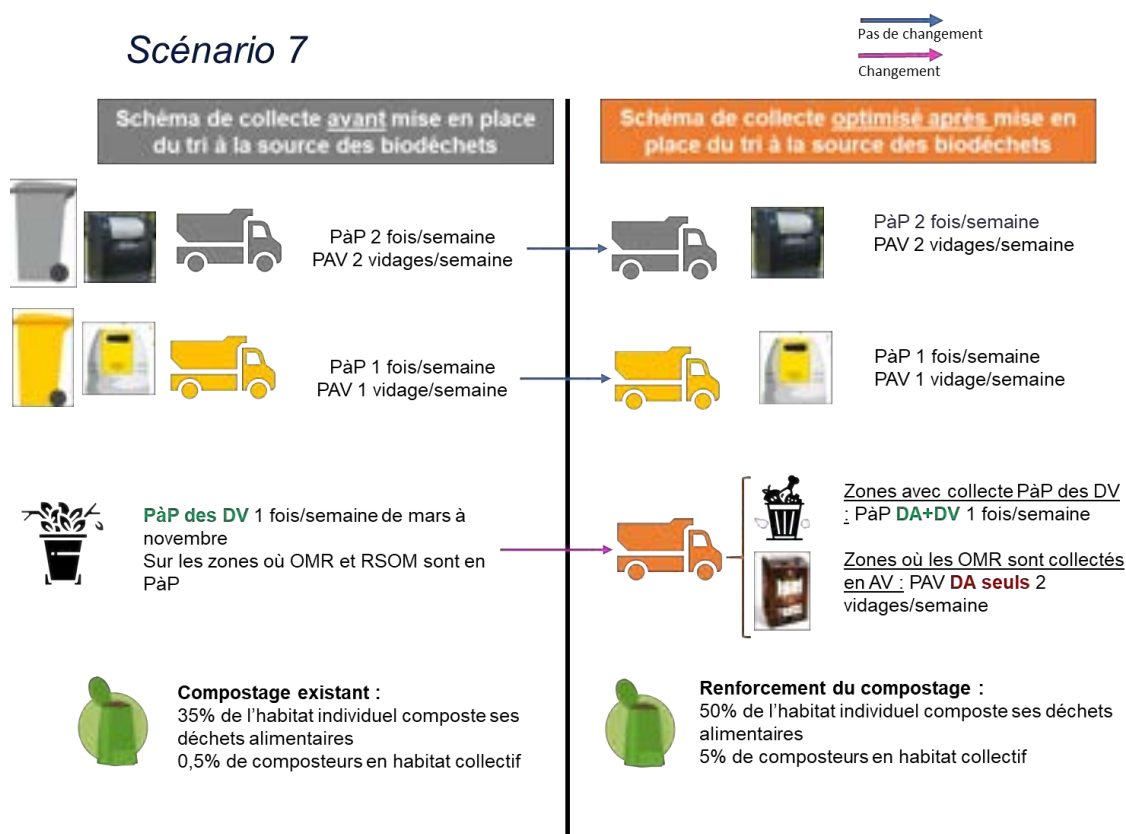 Scénario 7
Pas de changement
Changement
Schéma de collecte avant mise en place
du tri à la source des biodéchets
Schéma de collecte optimisé après mise en
place du tri à la source des biodéchets
PàP 2 fois/semaine
PAV 2 vidages/semaine
PàP 2 fois/semaine
PAV 2 vidages/semaine
PàP 1 fois/semaine
PAV 1 vidage/semaine
PàP 1 fois/semaine
PAV 1 vidage/semaine
PàP des DV 1 fois/semaine de mars à
novembre
Sur les zones où OMR et RSOM sont en
PàP
Zones avec collecte PàP des DV
: PàP DA+DV 1 fois/semaine
Zones où les OMR sont collectés
en AV : PAV DA seuls 2
vidages/semaine
Compostage existant :
35% de l'habitat individuel composte ses
déchets alimentaires
0,5% de composteurs en habitat collectif
Renforcement du compostage :
50% de l'habitat individuel composte ses déchets
alimentaires
5% de composteurs en habitat collectif